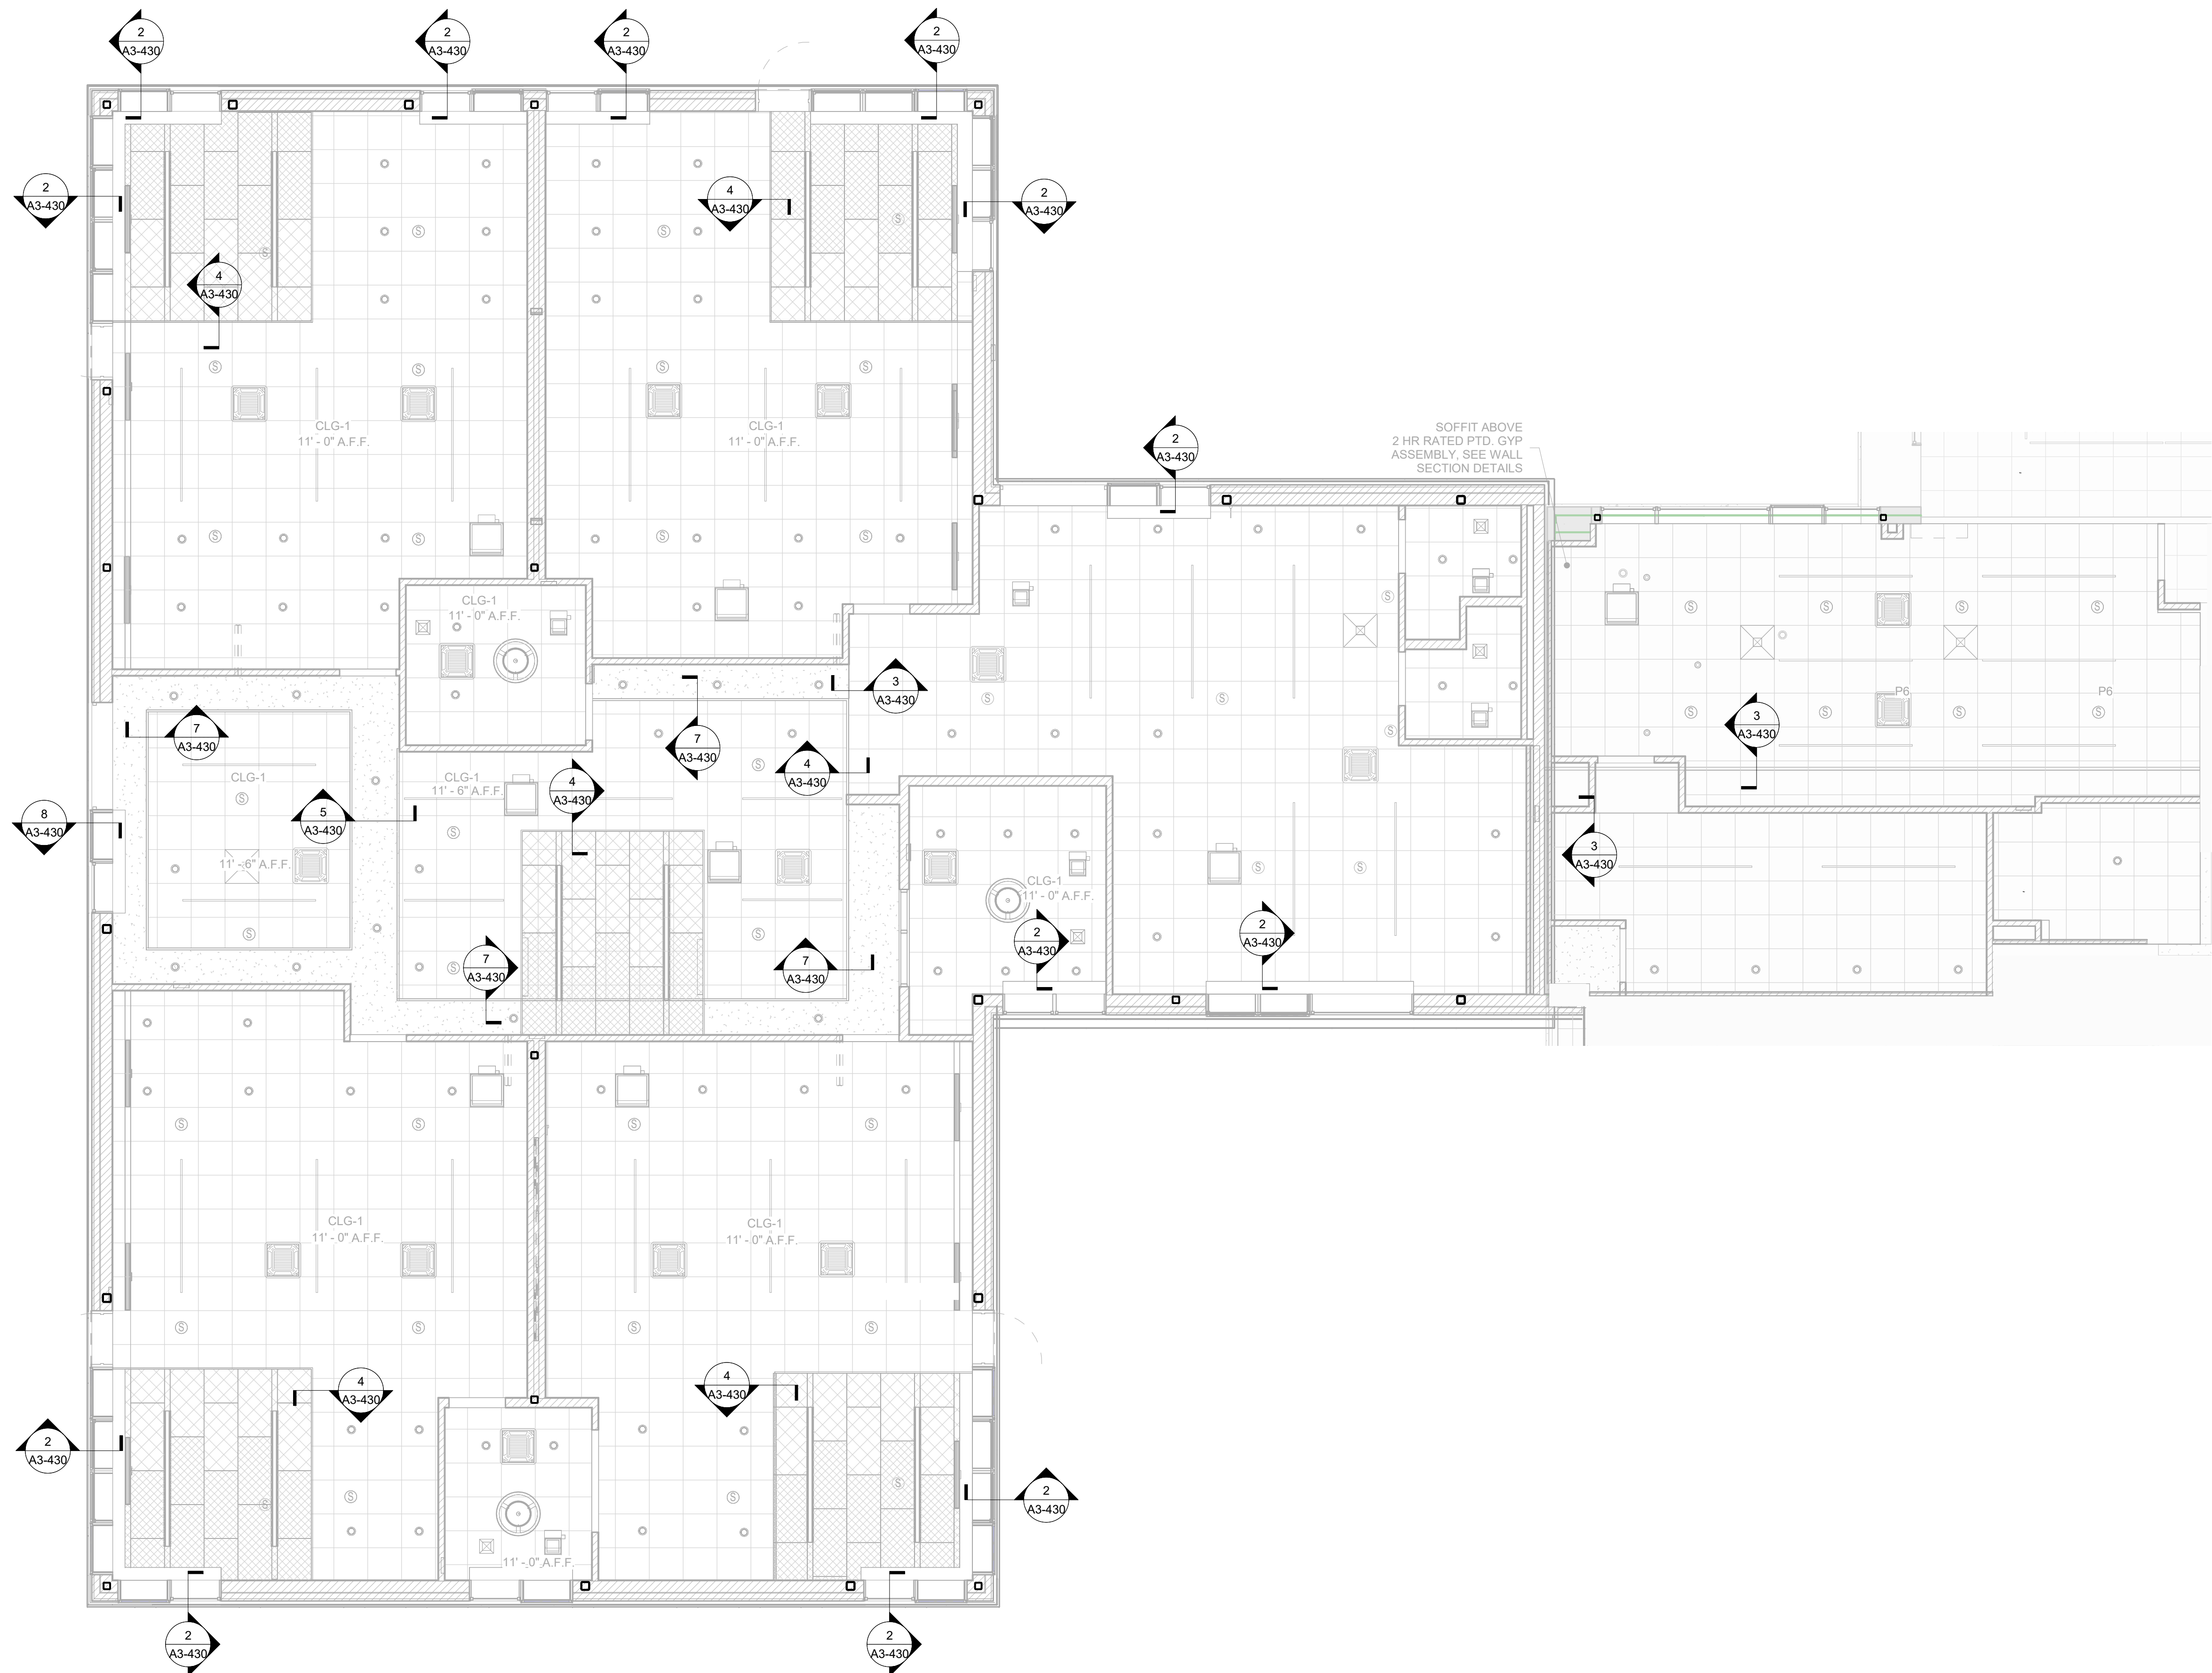 2
A3-430
2
A3-430
2
A3-430
2
A3-430
2
A3-430
4
A3-430
2
A3-430
S
S
S
S
4
A3-430
S
S
S
S
CLG-1
11' - 0" A.F.F.
CLG-1
11' - 0" A.F.F.
2
A3-430
SOFFIT ABOVE
2 HR RATED PTD. GYP
ASSEMBLY, SEE WALL
SECTION DETAILS
S
S
S
S
CLG-1
11' - 0" A.F.F.
S
S
S
S
S
3
A3-430
S
S
P6
P6
7
A3-430
7
A3-430
S
S
S
S
S
3
A3-430
4
A3-430
S
CLG-1
S
CLG-1
11' - 6" A.F.F.
4
A3-430
8
A3-430
5
A3-430
S
11' - 6" A.F.F.
S
S
3
A3-430
CLG-1
11' - 0" A.F.F.
S
S
2
A3-430
2
A3-430
S
7
A3-430
7
A3-430
S
S
S
S
CLG-1
11' - 0" A.F.F.
CLG-1
11' - 0" A.F.F.
S
S
S
S
4
A3-430
4
A3-430
2
A3-430
S
S
S
S
2
A3-430
11' - 0" A.F.F.
2
A3-430
2
A3-430